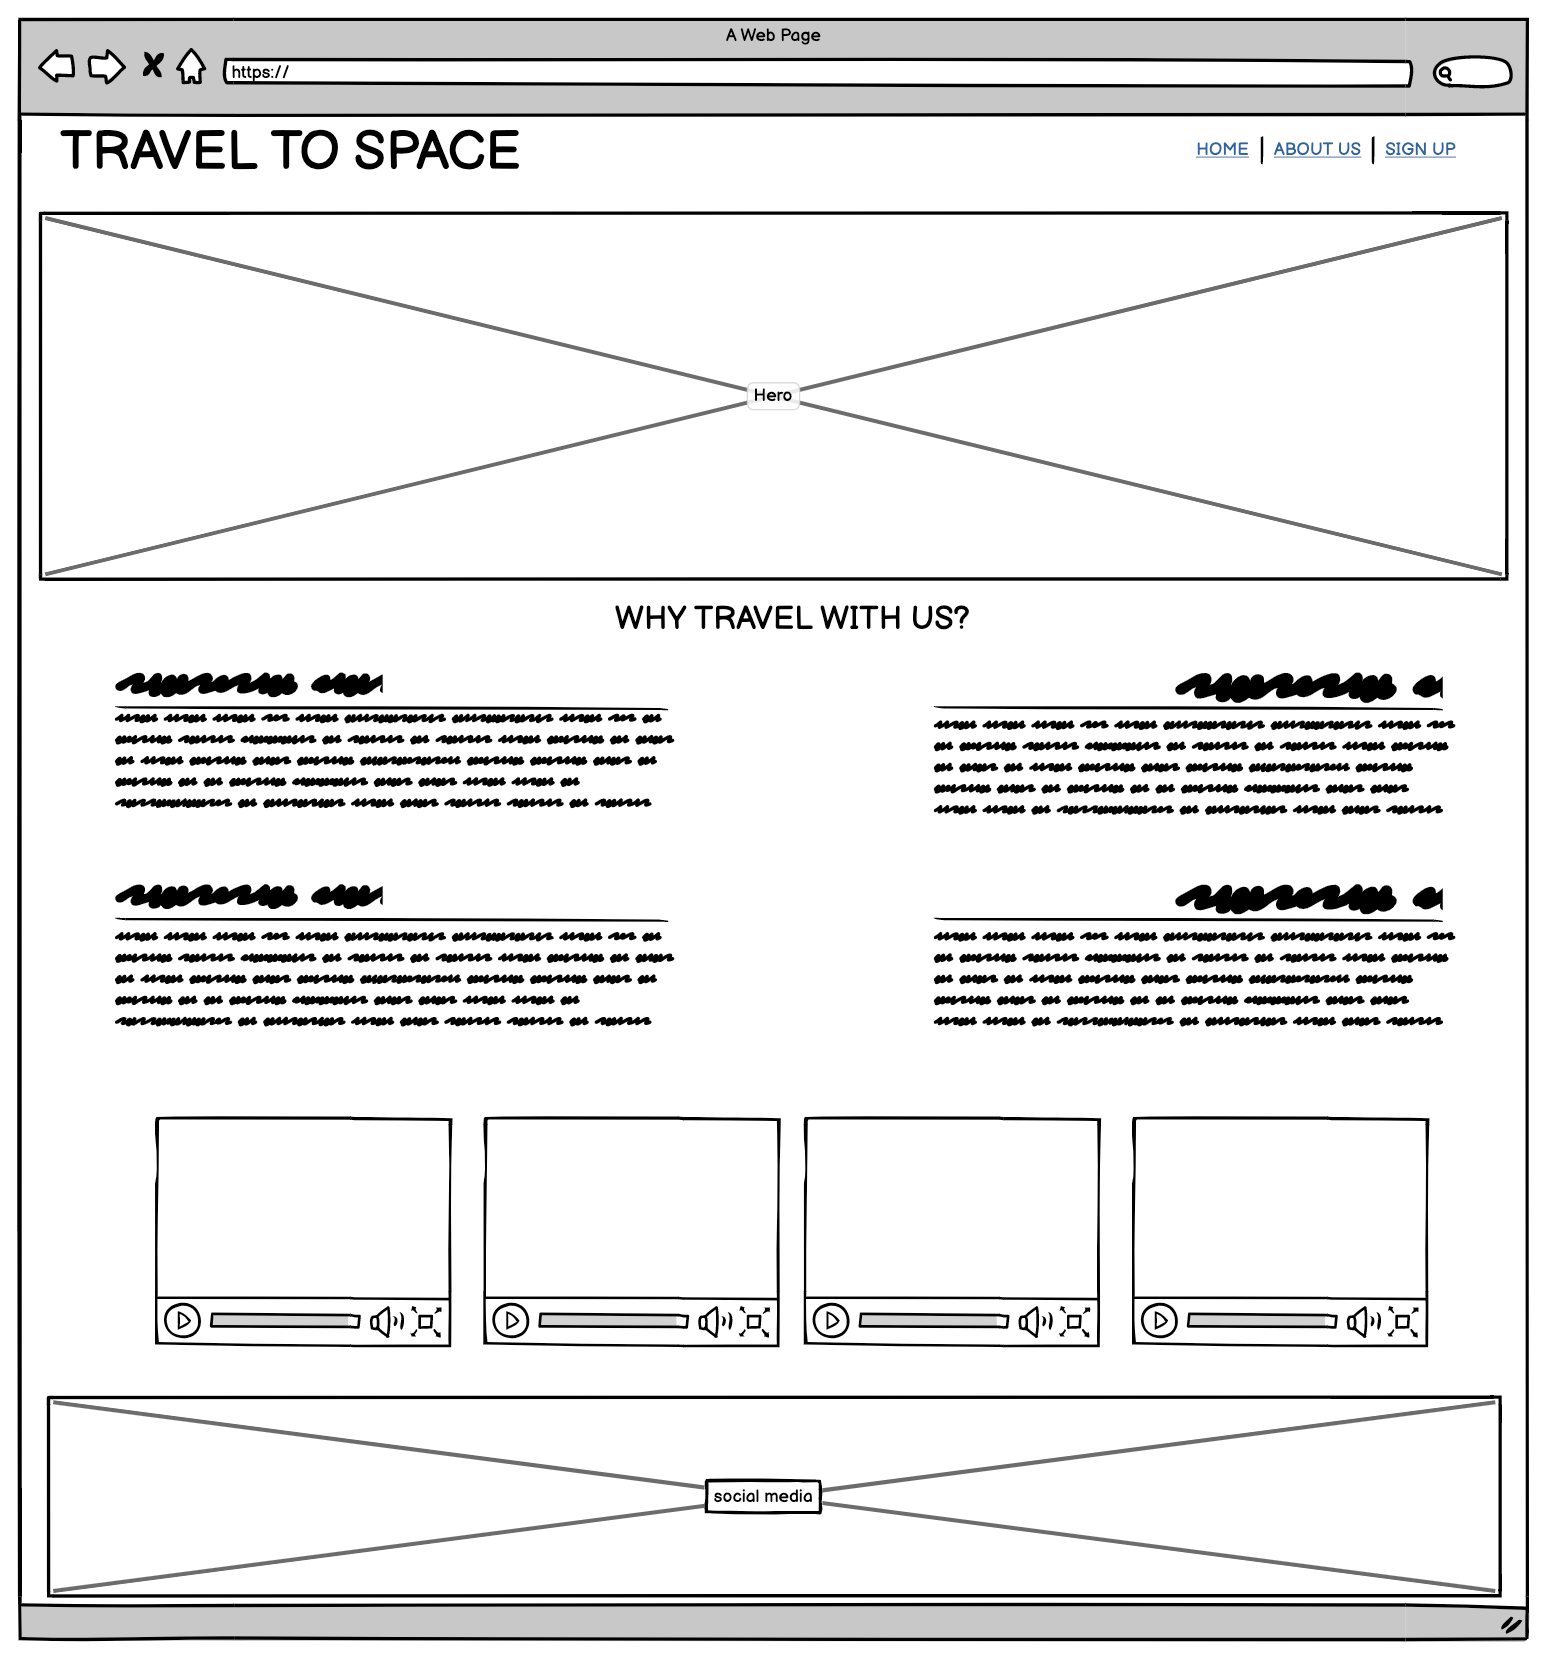 A Web Page
https://
TRAVEL TO SPACE
HOME | ABOUT US | SIGN UP
Hero
WHY TRAVEL WITH US?
social media